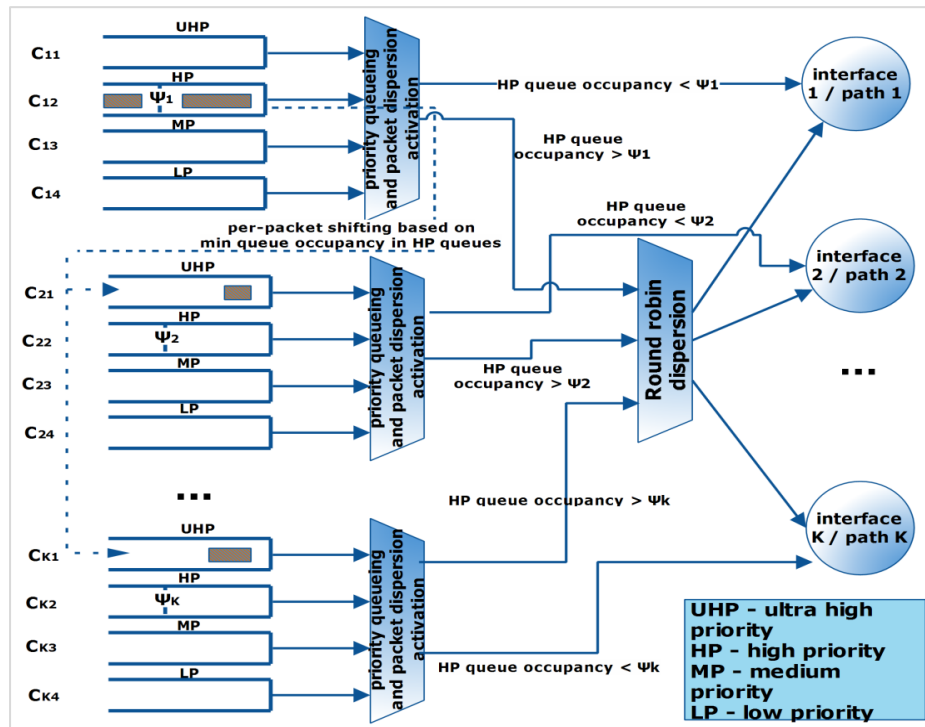 UHP
C11
HP
Ψ1
C12
MP
C13
LP
C14
priority queueing
and packet dispersion
activation
HP queue occupancy < Ψ1
HP queue
occupancy > Ψ1
interface
1 / path 1
per-packet shifting based on
min queue occupancy in HP queues
HP queue
occupancy < Ψ2
interface
2 / path 2
UHP
C21
HP
Ψ2
C22
MP
C23
LP
C24
priority queueing
and packet dispersion
activation
HP queue
occupancy > Ψ2
Round robin
dispersion
...
...
HP queue occupancy > Ψk
interface
K / path K
UHP
CK1
HP
ΨK
CK2
MP
CK3
LP
CK4
priority queueing
and packet dispersion
activation
HP queue occupancy < Ψk
UHP - ultra high
priority
HP - high priority
MP - medium
priority
LP - low priority